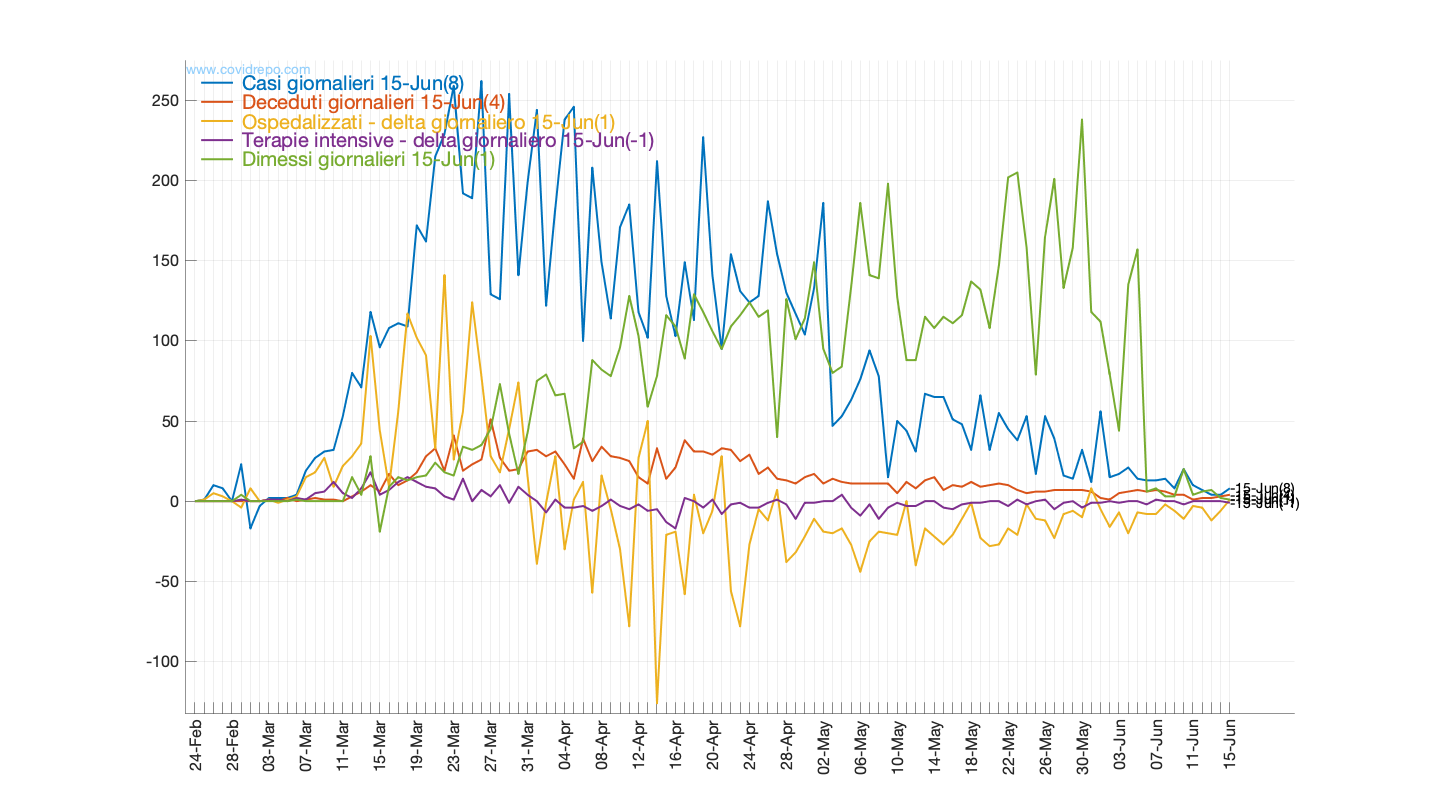 www.covidrepo.com
Casi giornalieri 15-Jun(8)
Deceduti giornalieri 15-Jun(4)
Ospedalizzati - delta giornaliero 15-Jun(1)
Terapie intensive - delta giornaliero 15-Jun(-1)
Dimessi giornalieri 15-Jun(1)
250
200
150
100
50
0
-50
-100
15-Jun(8)
15-Jun(-1)
24-Feb
28-Feb
03-Mar
07-Mar
11-Mar
15-Mar
19-Mar
23-Mar
27-Mar
31-Mar
04-Apr
08-Apr
12-Apr
16-Apr
20-Apr
24-Apr
28-Apr
02-May
06-May
10-May
14-May
18-May
22-May
26-May
30-May
03-Jun
07-Jun
11-Jun
15-Jun